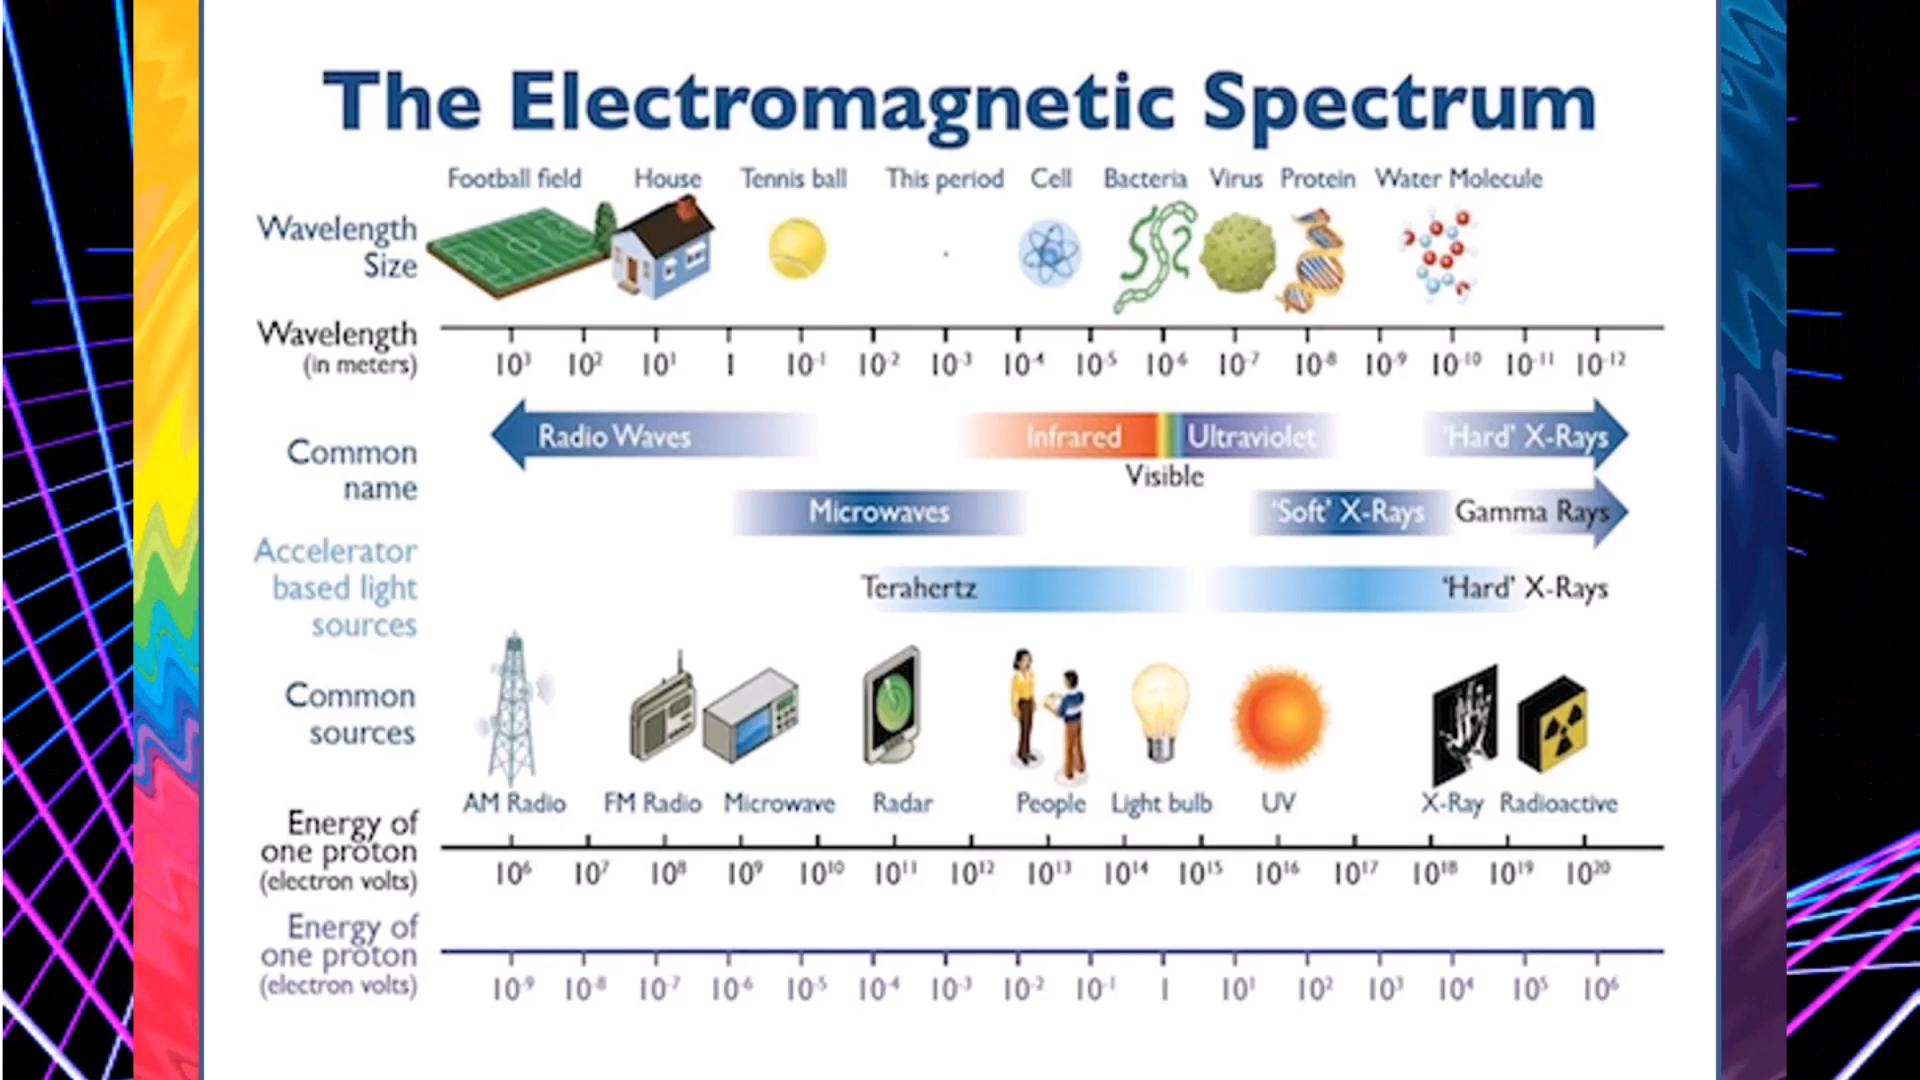 The Electromagnetic Spectrum
Football field House Tennis ball This period Cell Bacteria Virus Protein Water Molecule
Wavelength
Size
Wavelength
(in meters)
10³ 10² 10¹ 1 10⁻¹ 10⁻² 10⁻³ 10⁻⁴ 10⁻⁵ 10⁻⁶ 10⁻⁷ 10⁻⁸ 10⁻⁹ 10⁻¹⁰ 10⁻¹¹ 10⁻¹²
Common
name
Radio Waves Infrared Ultraviolet 'Hard' X-Rays
Visible
Microwaves 'Soft' X-Rays Gamma Rays
Accelerator
based light
sources
Terahertz 'Hard' X-Rays
Common
sources
AM Radio FM Radio Microwave Radar People Light bulb UV X-Ray Radioactive
Energy of
one proton
(electron volts)
10⁶ 10⁷ 10⁸ 10⁹ 10¹⁰ 10¹¹ 10¹² 10¹³ 10¹⁴ 10¹⁵ 10¹⁶ 10¹⁷ 10¹⁸ 10¹⁹ 10²⁰
Energy of
one proton
(electron volts)
10⁻⁹ 10⁻⁸ 10⁻⁷ 10⁻⁶ 10⁻⁵ 10⁻⁴ 10⁻³ 10⁻² 10⁻¹ 1 10¹ 10² 10³ 10⁴ 10⁵ 10⁶